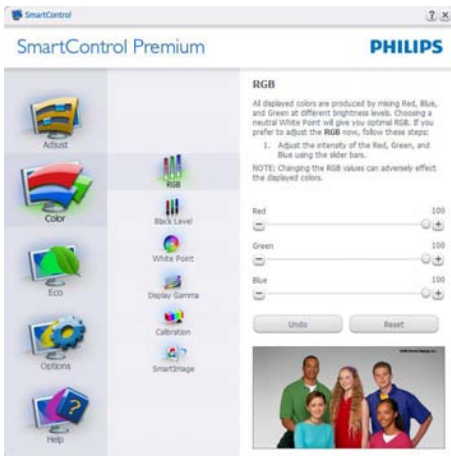 SmartControl
SmartControl Premium
PHILIPS
Adjust
Color
Eco
Options
Help
RGB
Black Level
White Point
Display Gamma
Calibration
SmartImage
RGB
All displayed colors are produced by mixing Red, Blue,
and Green at different brightness levels. Choosing a
neutral White Point will give you optimal RGB. If you
prefer to adjust the RGB now, follow these steps:
1. Adjust the intensity of the Red, Green, and
Blue using the slider bars.
NOTE: Changing the RGB values can adversely effect
the displayed colors.
Red 100
Green 100
Blue 100
Undo Reset